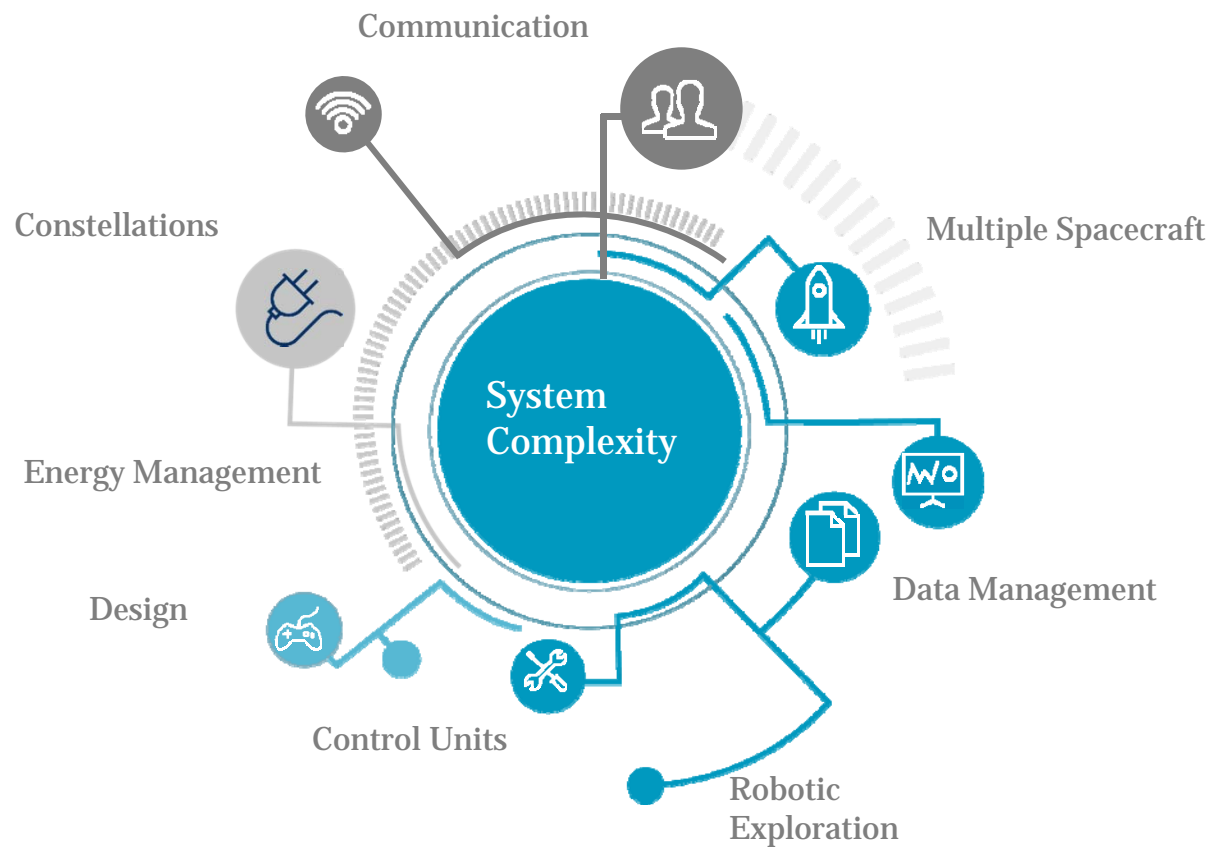 Communication
Constellations
Multiple Spacecraft
System
Complexity
Energy Management
Data Management
Design
Control Units
Robotic
Exploration